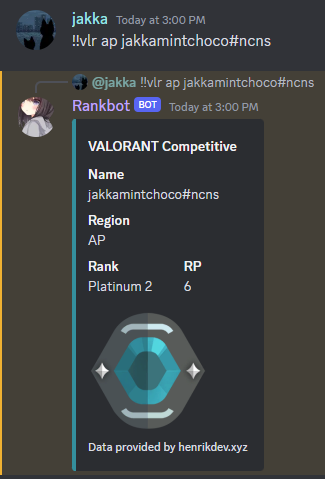 jakka Today at 3:00 PM
!!vlr ap jakkamintchoco#ncns
@jakka !!vlr ap jakkamintchoco#ncns
Rankbot BOT Today at 3:00 PM
VALORANT Competitive
Name
jakkamintchoco#ncns
Region
AP
Rank RP
Platinum 2 6
Data provided by henrikdev.xyz